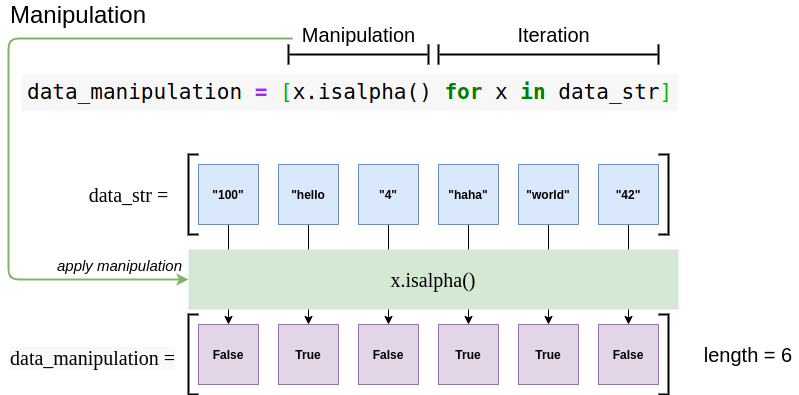 Manipulation
Manipulation
Iteration
data_manipulation = [x.isalpha() for x in data_str]
data_str =
"100"
"hello
"4"
"haha"
"world"
"42"
apply manipulation
x.isalpha()
data_manipulation =
False
True
False
True
True
False
length = 6